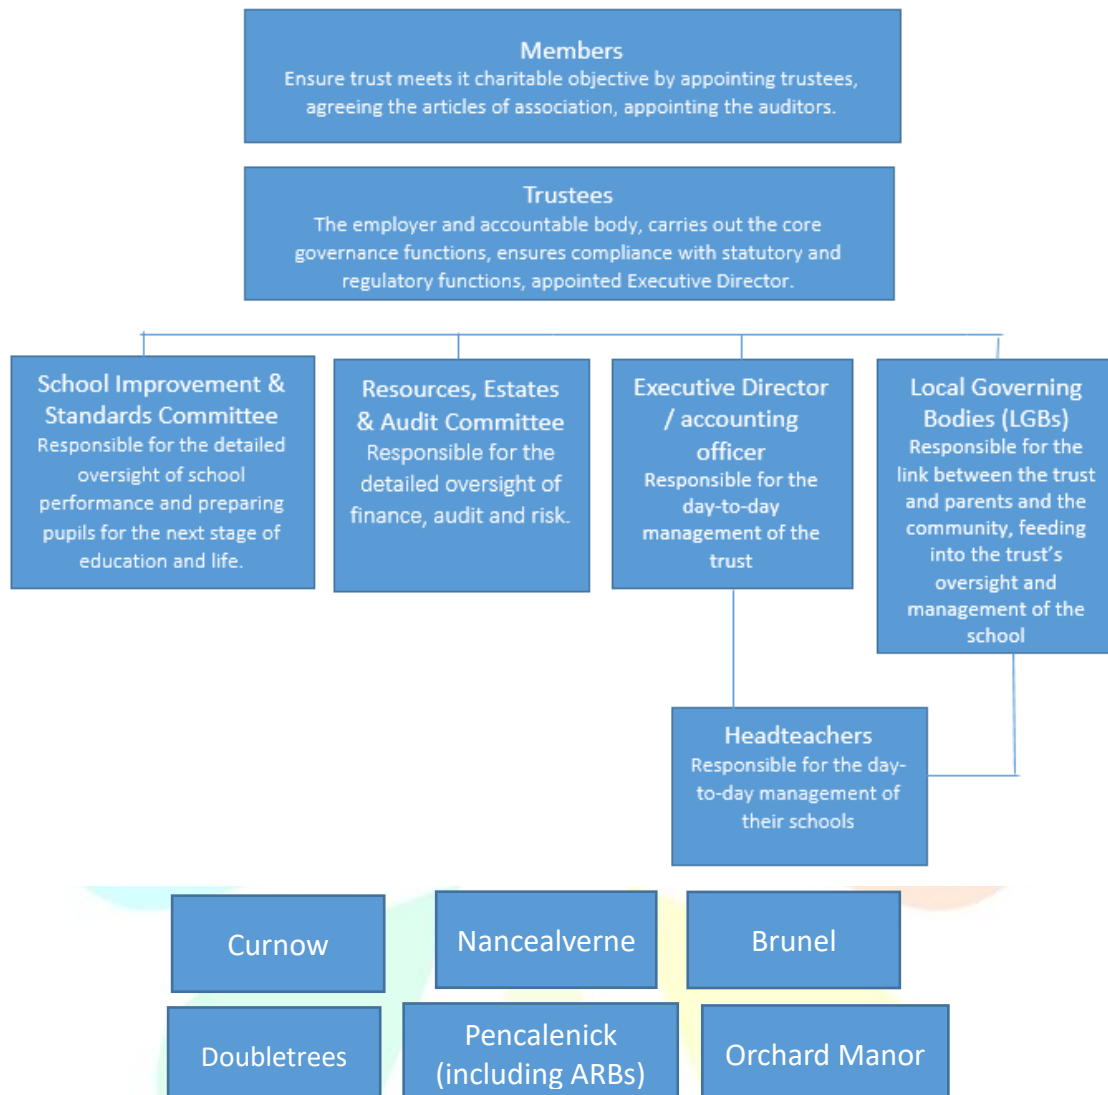 Members
Ensure trust meets it charitable objective by appointing trustees,
agreeing the articles of association, appointing the auditors.
Trustees
The employer and accountable body, carries out the core
governance functions, ensures compliance with statutory and
regulatory functions, appointed Executive Director.
School Improvement &
Standards Committee
Responsible for the detailed
oversight of school
performance and preparing
pupils for the next stage of
education and life.
Resources, Estates
& Audit Committee
Responsible for the
detailed oversight of
finance, audit and risk.
Executive Director
/ accounting
officer
Responsible for the
day-to-day
management of the
trust
Local Governing
Bodies (LGBs)
Responsible for the
link between the trust
and parents and the
community, feeding
into the trust's
oversight and
management of the
school
Headteachers
Responsible for the day-
to-day management of
their schools
Curnow
Nancealverne
Brunel
Doubletrees
Pencalenick
(including ARBs)
Orchard Manor